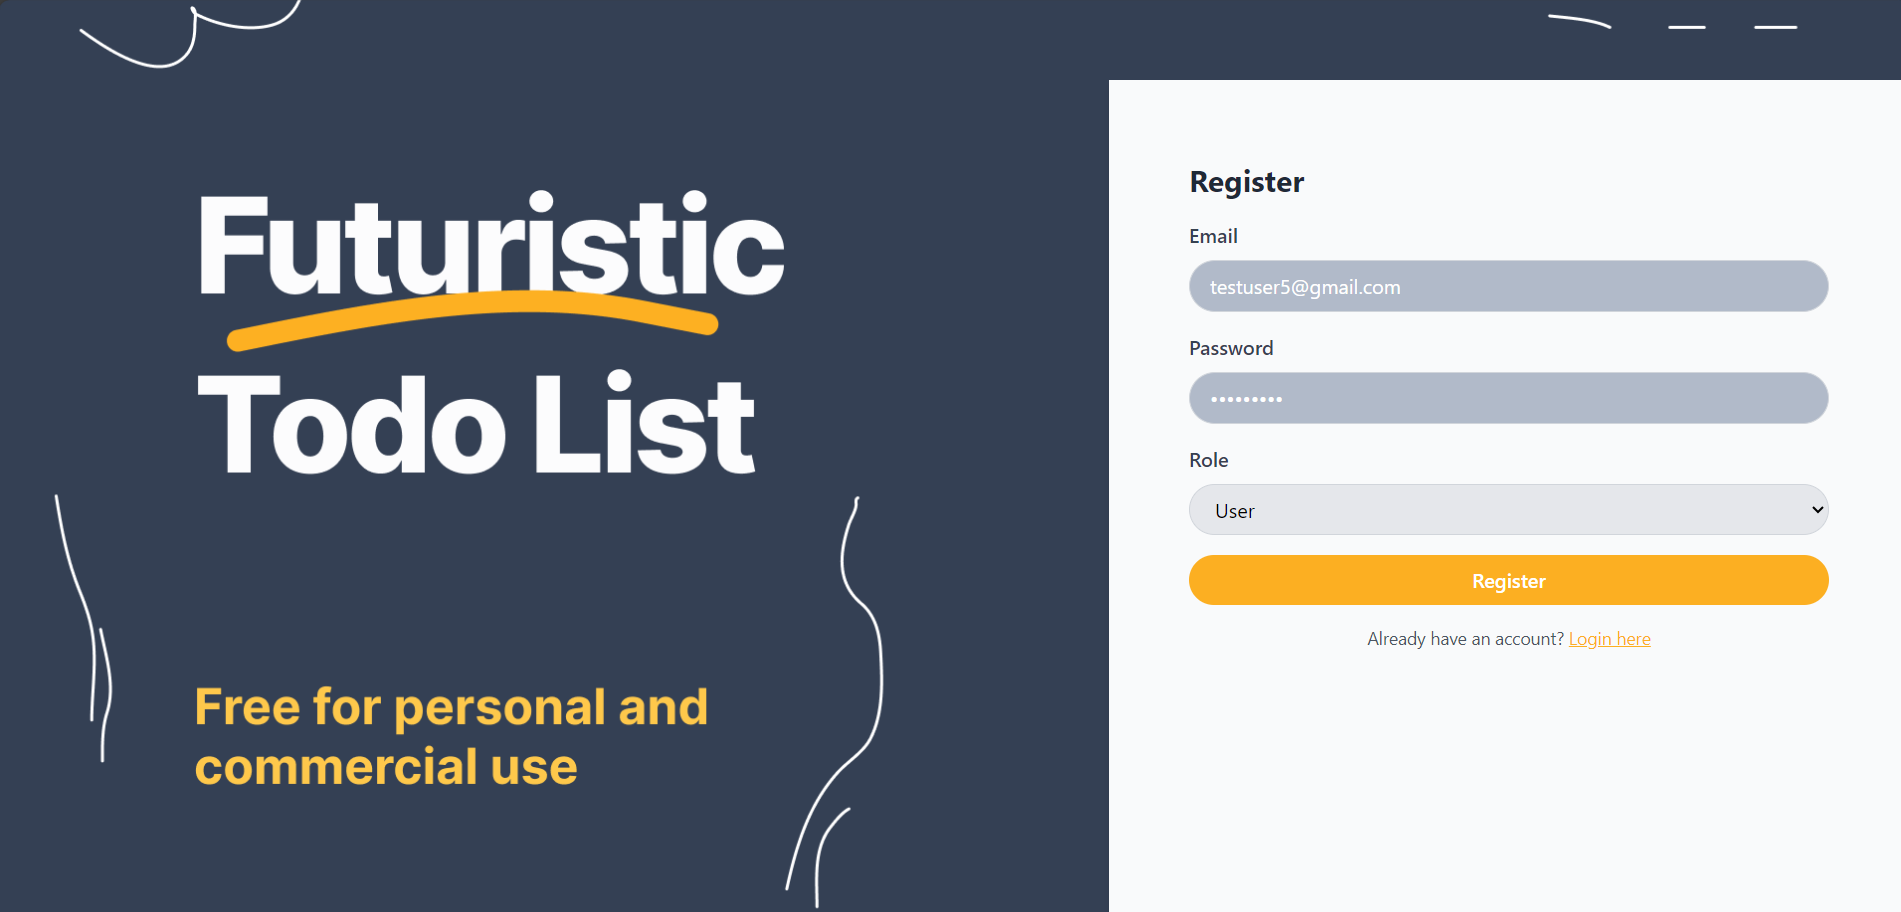 Futuristic
Todo List
Free for personal and
commercial use
Register
Email
testuser5@gmail.com
Password
•••••••••
Role
User
Register
Already have an account? Login here